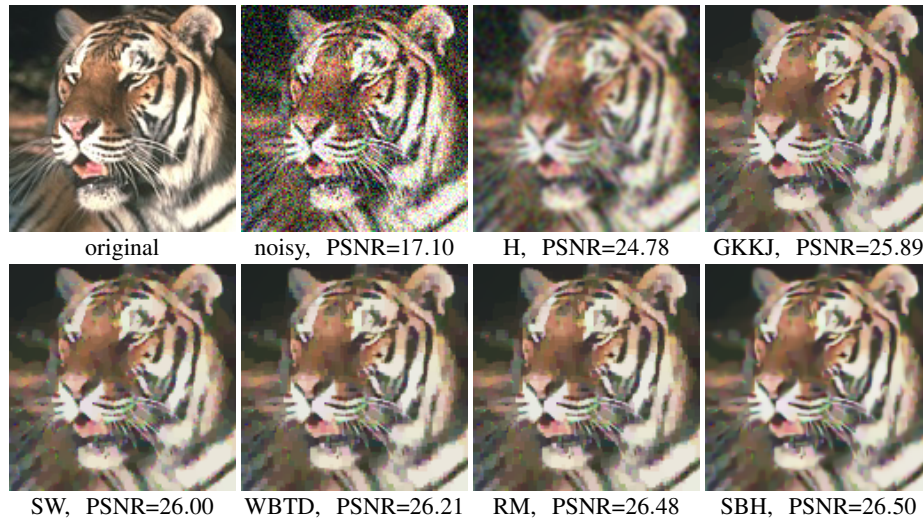 original
noisy, PSNR=17.10
H, PSNR=24.78
GKKJ, PSNR=25.89
SW, PSNR=26.00
WBTD, PSNR=26.21
RM, PSNR=26.48
SBH, PSNR=26.50